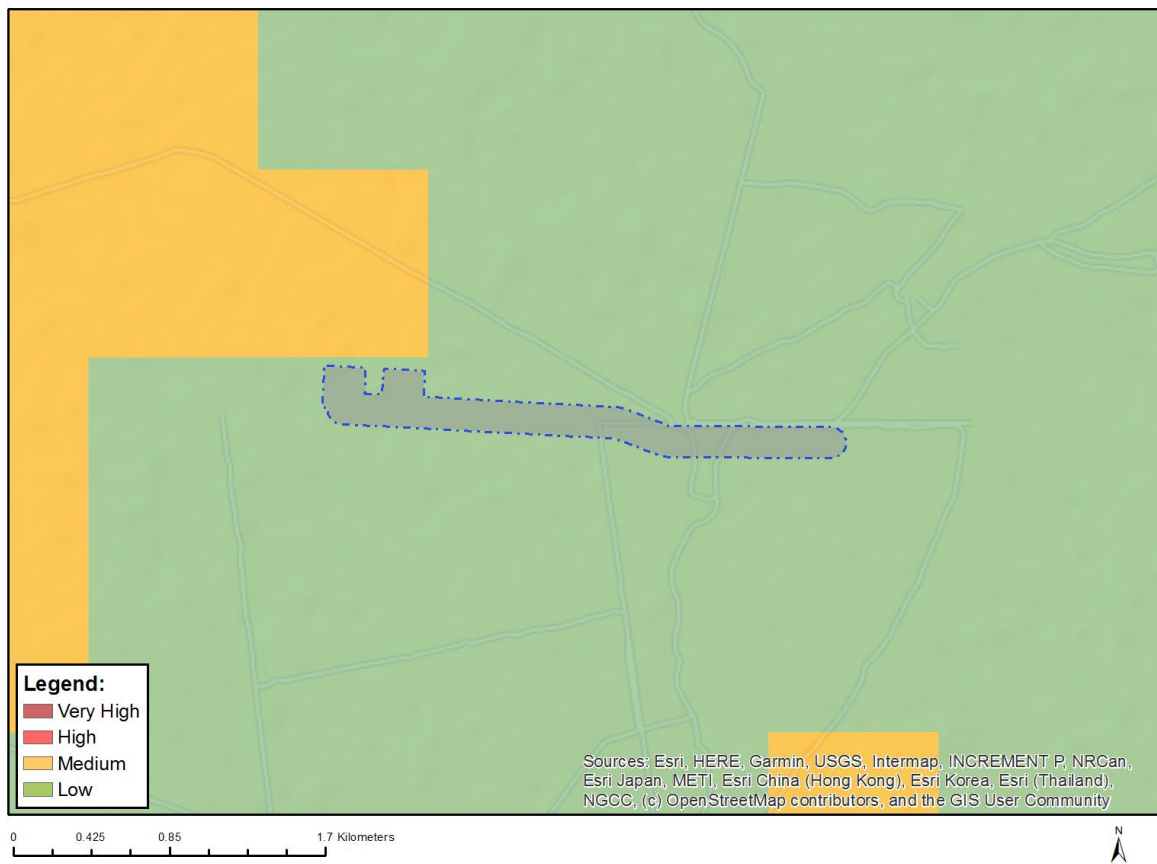 Legend:
Very High
High
Medium
Low
Sources: Esri, HERE, Garmin, USGS, Intermap, INCREMENT P, NRCan,
Esri Japan, METI, Esri China (Hong Kong), Esri Korea, Esri (Thailand),
NGCC, (c) OpenStreetMap contributors, and the GIS User Community
0 0.425 0.85 1.7 Kilometers
N